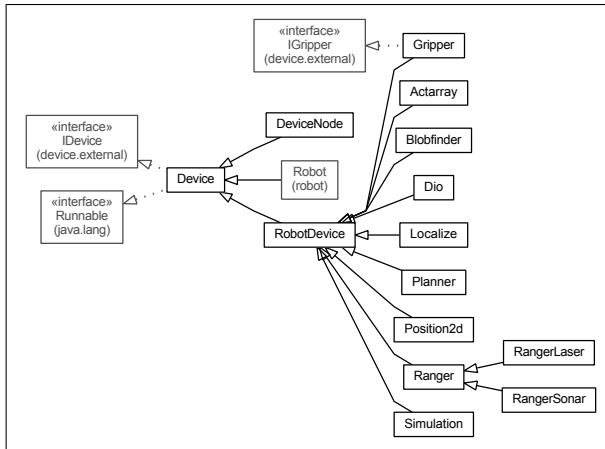 «interface»
IGripper
(device.external)
Gripper
Actarray
«interface»
IDevice
(device.external)
DeviceNode
Blobfinder
Device
Robot
(robot)
Dio
«interface»
Runnable
(java.lang)
RobotDevice
Localize
Planner
Position2d
RangerLaser
Ranger
RangerSonar
Simulation